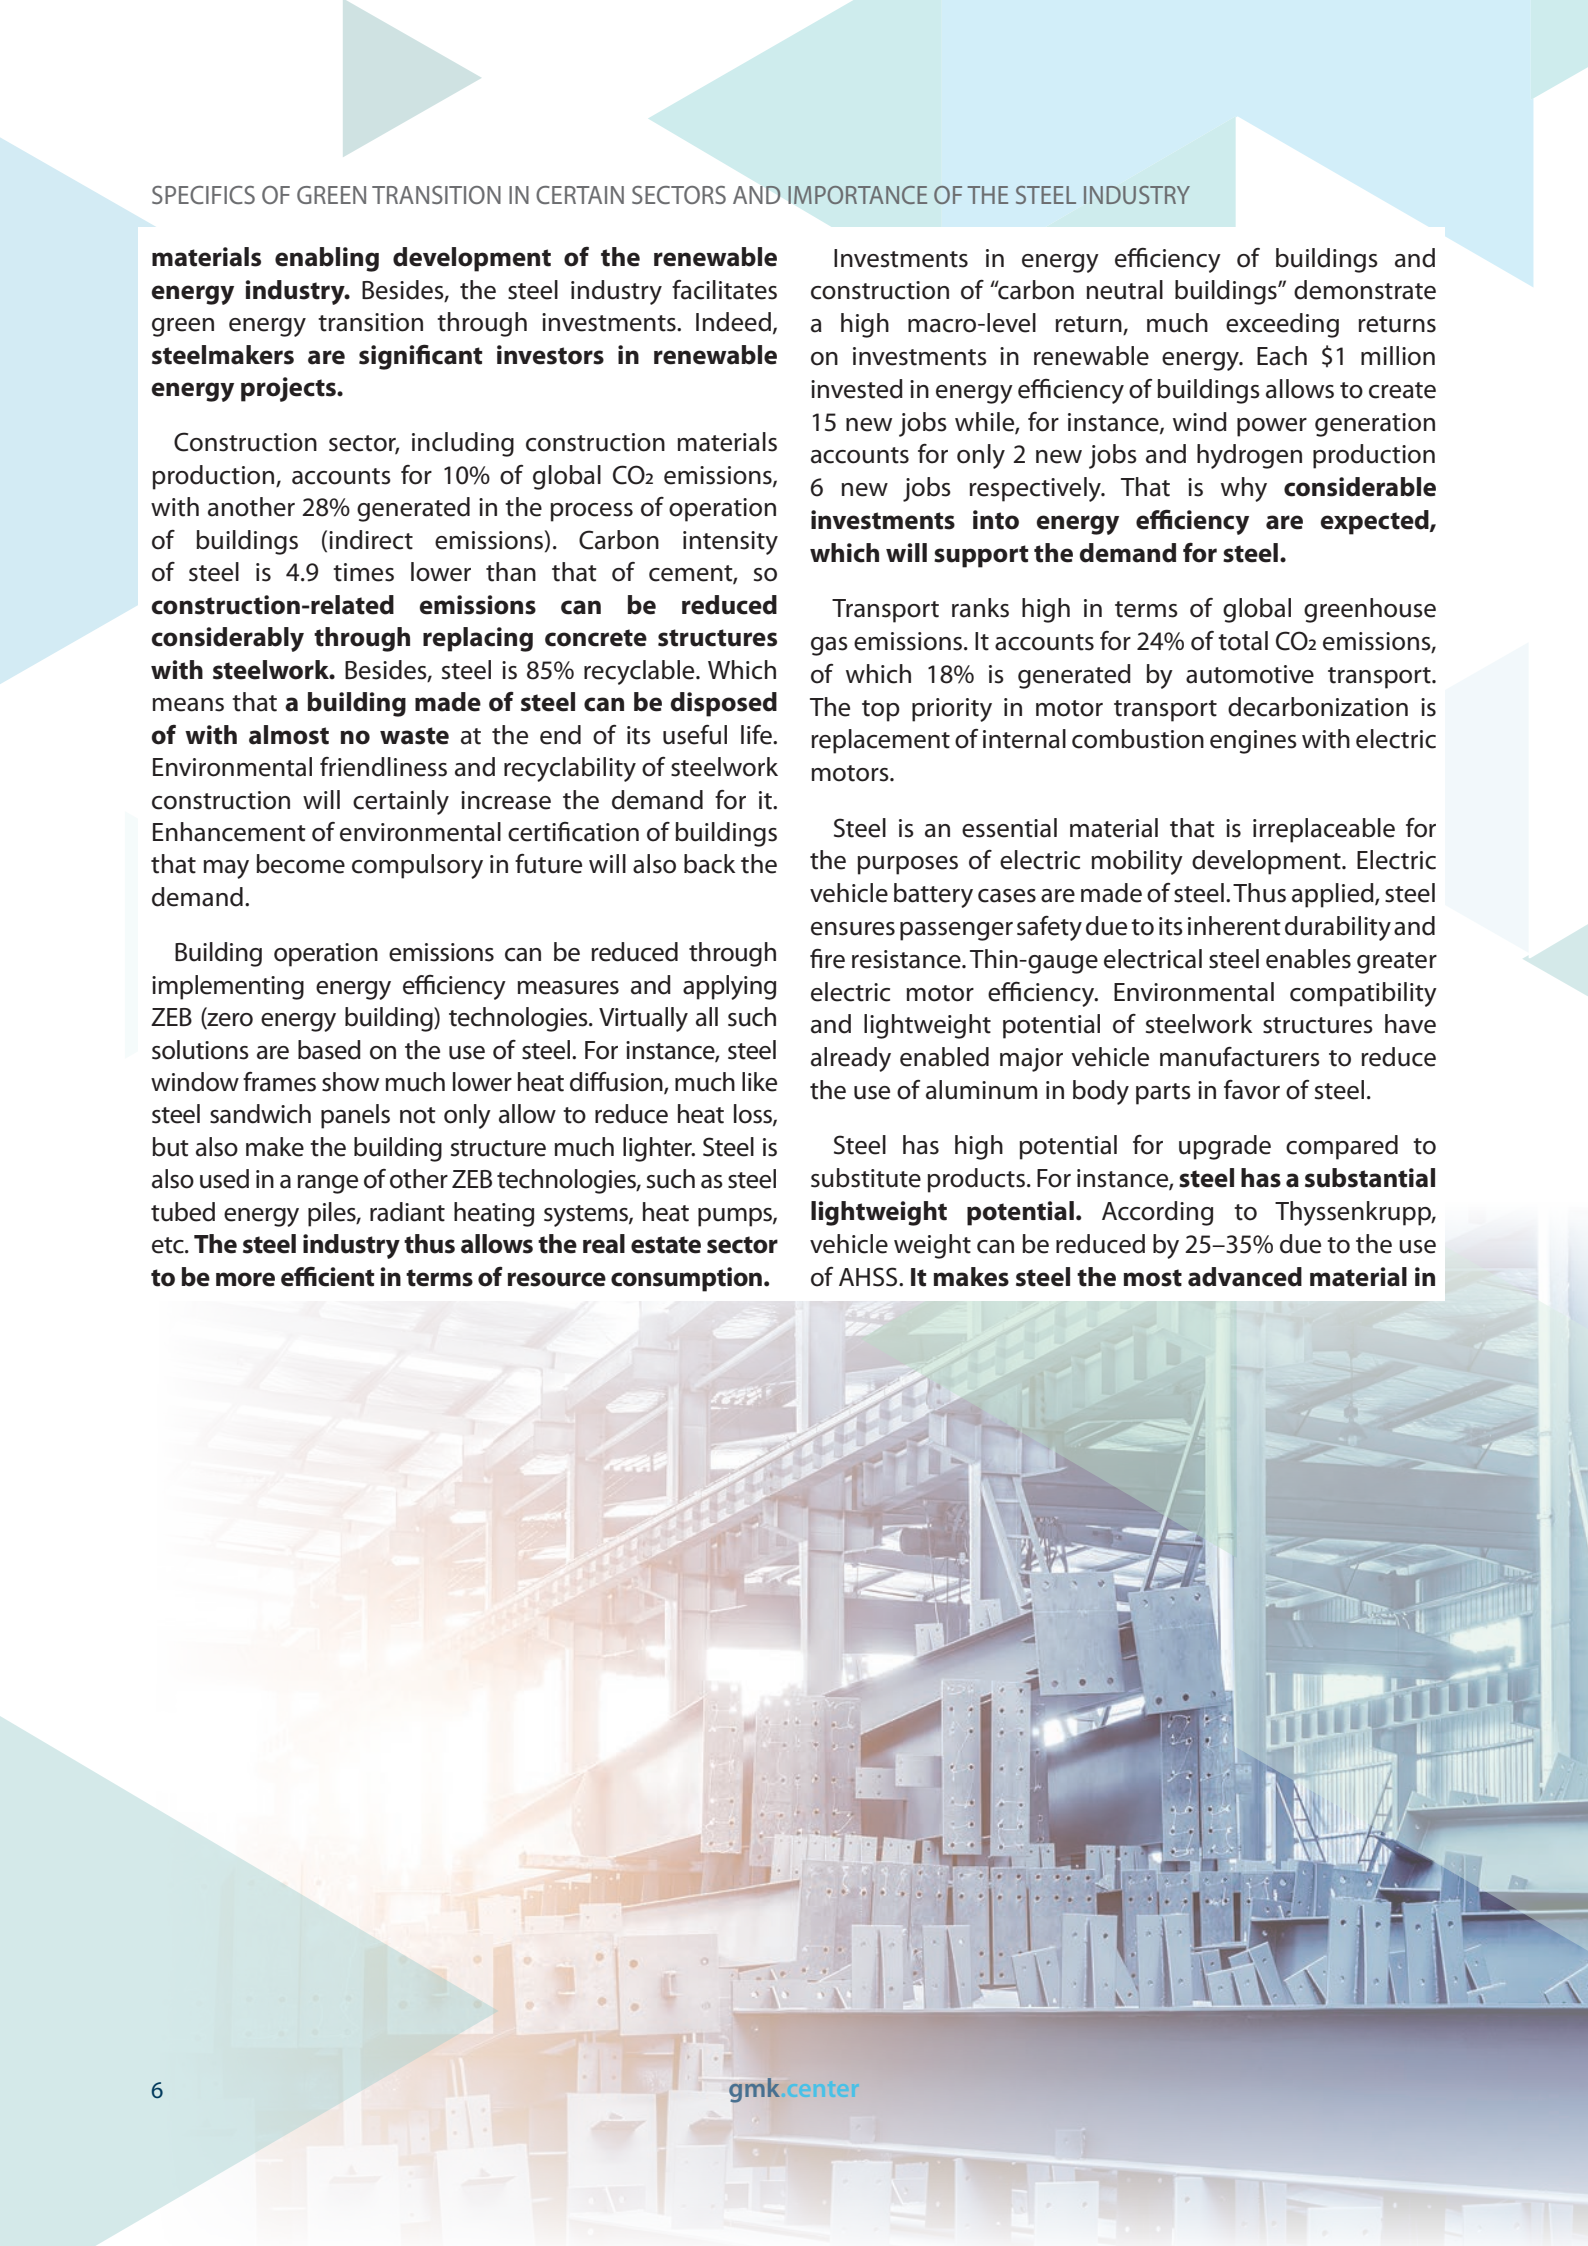 SPECIFICS OF GREEN TRANSITION IN CERTAIN SECTORS AND IMPORTANCE OF THE STEEL INDUSTRY
materials enabling development of the renewable
energy industry. Besides, the steel industry facilitates
green energy transition through investments. Indeed,
steelmakers are significant investors in renewable
energy projects.
Construction sector, including construction materials
production, accounts for 10% of global CO₂ emissions,
with another 28% generated in the process of operation
of buildings (indirect emissions). Carbon intensity
of steel is 4.9 times lower than that of cement, so
construction-related emissions can be reduced
considerably through replacing concrete structures
with steelwork. Besides, steel is 85% recyclable. Which
means that a building made of steel can be disposed
of with almost no waste at the end of its useful life.
Environmental friendliness and recyclability of steelwork
construction will certainly increase the demand for it.
Enhancement of environmental certification of buildings
that may become compulsory in future will also back the
demand.
Building operation emissions can be reduced through
implementing energy efficiency measures and applying
ZEB (zero energy building) technologies. Virtually all such
solutions are based on the use of steel. For instance, steel
window frames show much lower heat diffusion, much like
steel sandwich panels not only allow to reduce heat loss,
but also make the building structure much lighter. Steel is
also used in a range of other ZEB technologies, such as steel
tubed energy piles, radiant heating systems, heat pumps,
etc. The steel industry thus allows the real estate sector
to be more efficient in terms of resource consumption.
Investments in energy efficiency of buildings and
construction of “carbon neutral buildings” demonstrate
a high macro-level return, much exceeding returns
on investments in renewable energy. Each $1 million
invested in energy efficiency of buildings allows to create
15 new jobs while, for instance, wind power generation
accounts for only 2 new jobs and hydrogen production
6 new jobs respectively. That is why considerable
investments into energy efficiency are expected,
which will support the demand for steel.
Transport ranks high in terms of global greenhouse
gas emissions. It accounts for 24% of total CO₂ emissions,
of which 18% is generated by automotive transport.
The top priority in motor transport decarbonization is
replacement of internal combustion engines with electric
motors.
Steel is an essential material that is irreplaceable for
the purposes of electric mobility development. Electric
vehicle battery cases are made of steel. Thus applied, steel
ensures passenger safety due to its inherent durability and
fire resistance. Thin-gauge electrical steel enables greater
electric motor efficiency. Environmental compatibility
and lightweight potential of steelwork structures have
already enabled major vehicle manufacturers to reduce
the use of aluminum in body parts in favor of steel.
Steel has high potential for upgrade compared to
substitute products. For instance, steel has a substantial
lightweight potential. According to Thyssenkrupp,
vehicle weight can be reduced by 25–35% due to the use
of AHSS. It makes steel the most advanced material in
6
gmk.center